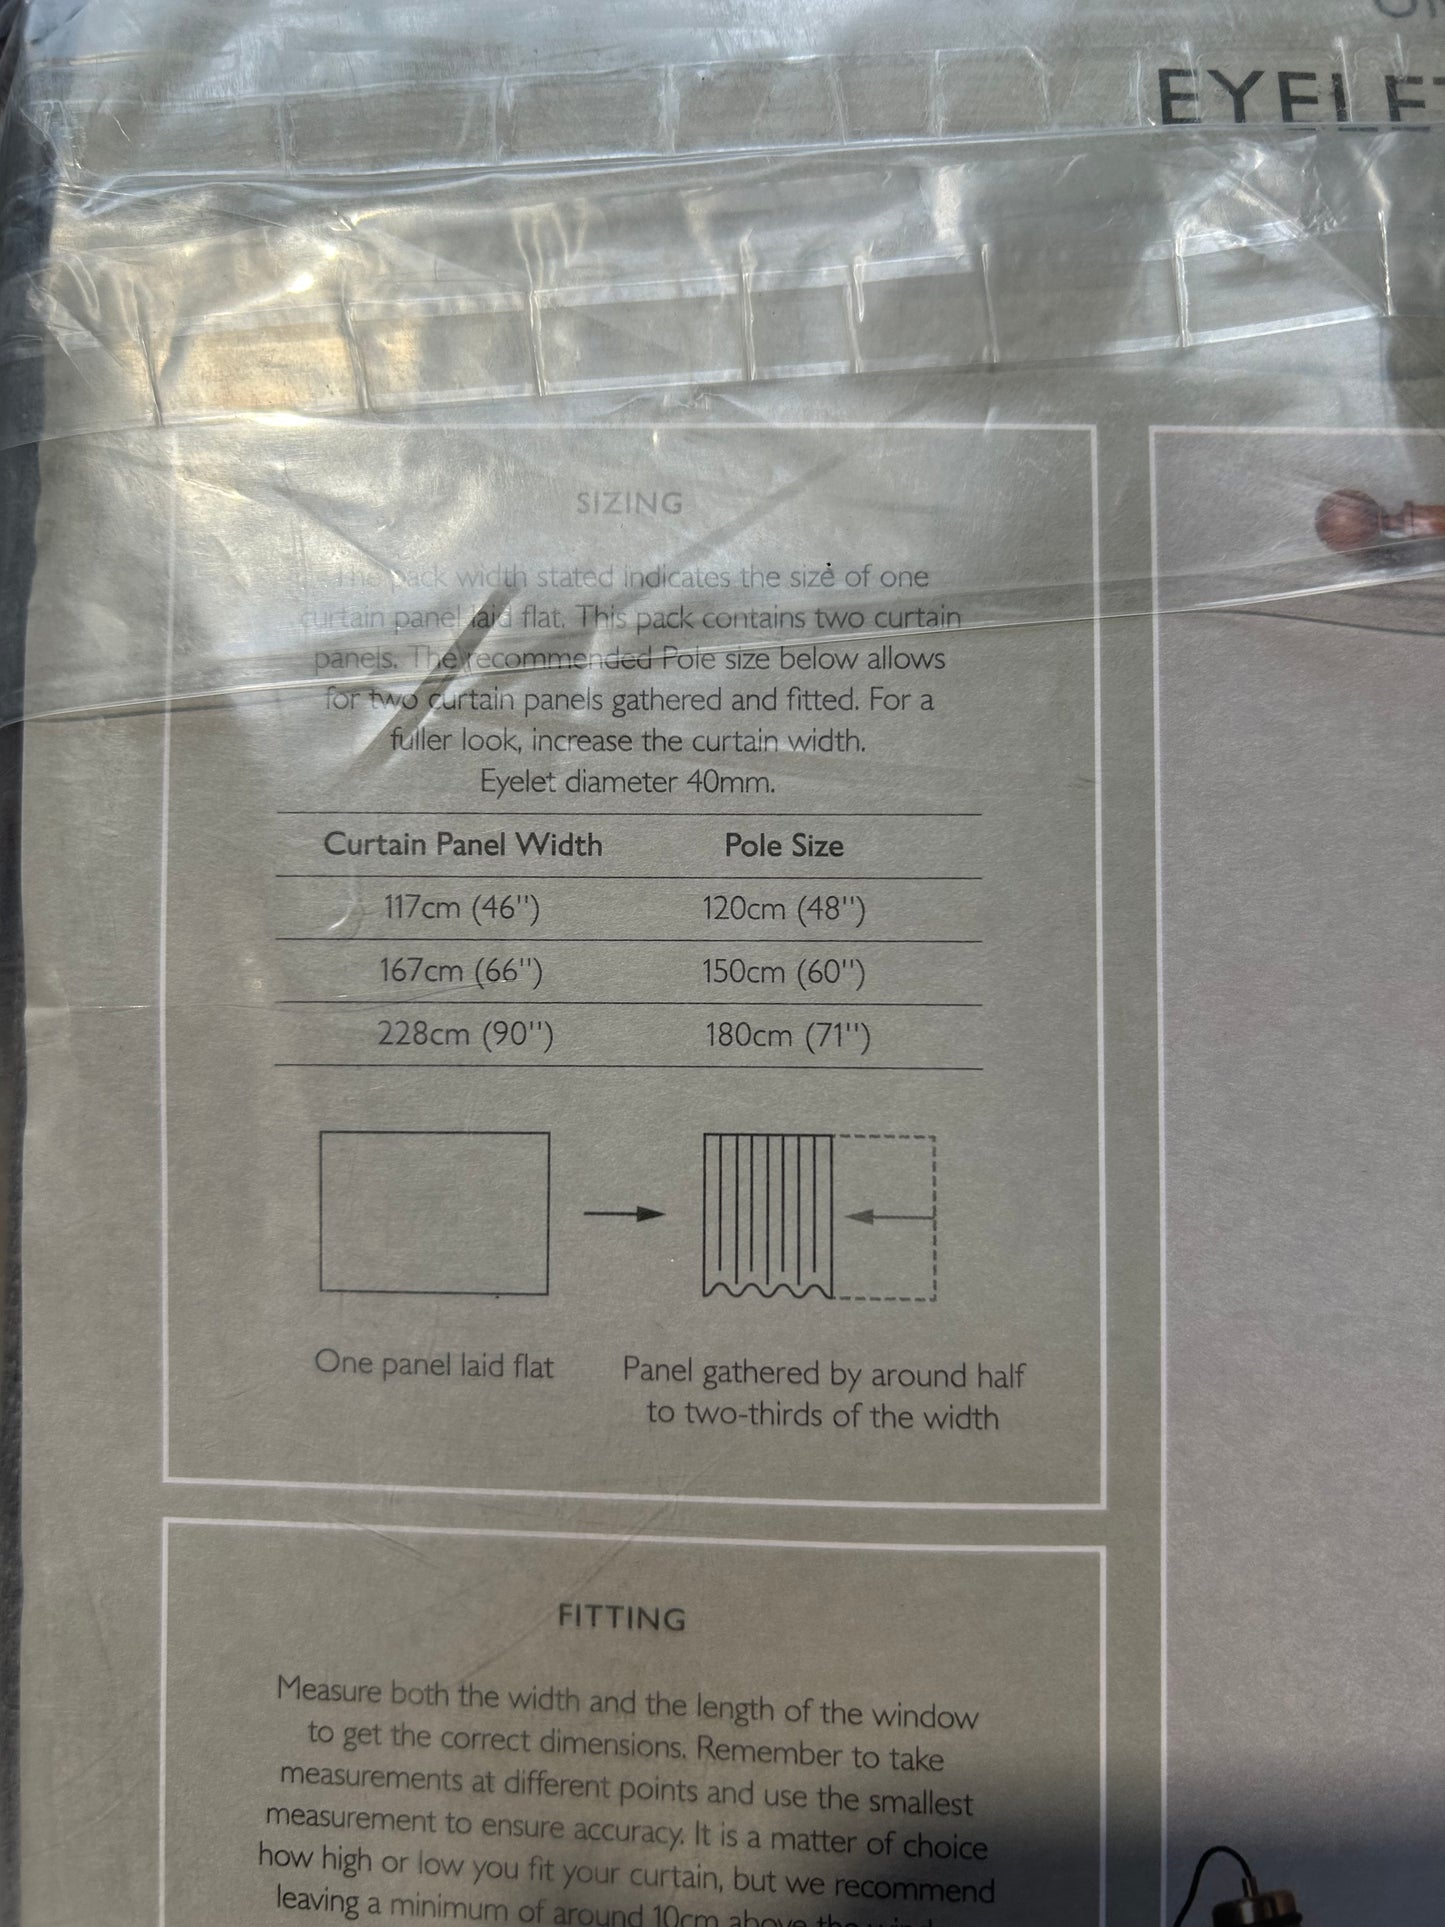 EYELET
SIZING
The pack width stated indicates the size of one
curtain panel laid flat. This pack contains two curtain
panels. The recommended Pole size below allows
for two curtain panels gathered and fitted. For a
fuller look, increase the curtain width.
Eyelet diameter 40mm.
Curtain Panel Width Pole Size
117cm (46") 120cm (48")
167cm (66") 150cm (60")
228cm (90") 180cm (71")
One panel laid flat
Panel gathered by around half
to two-thirds of the width
FITTING
Measure both the width and the length of the window
to get the correct dimensions. Remember to take
measurements at different points and use the smallest
measurement to ensure accuracy. It is a matter of choice
how high or low you fit your curtain, but we recommend
leaving a minimum of around 10cm above the